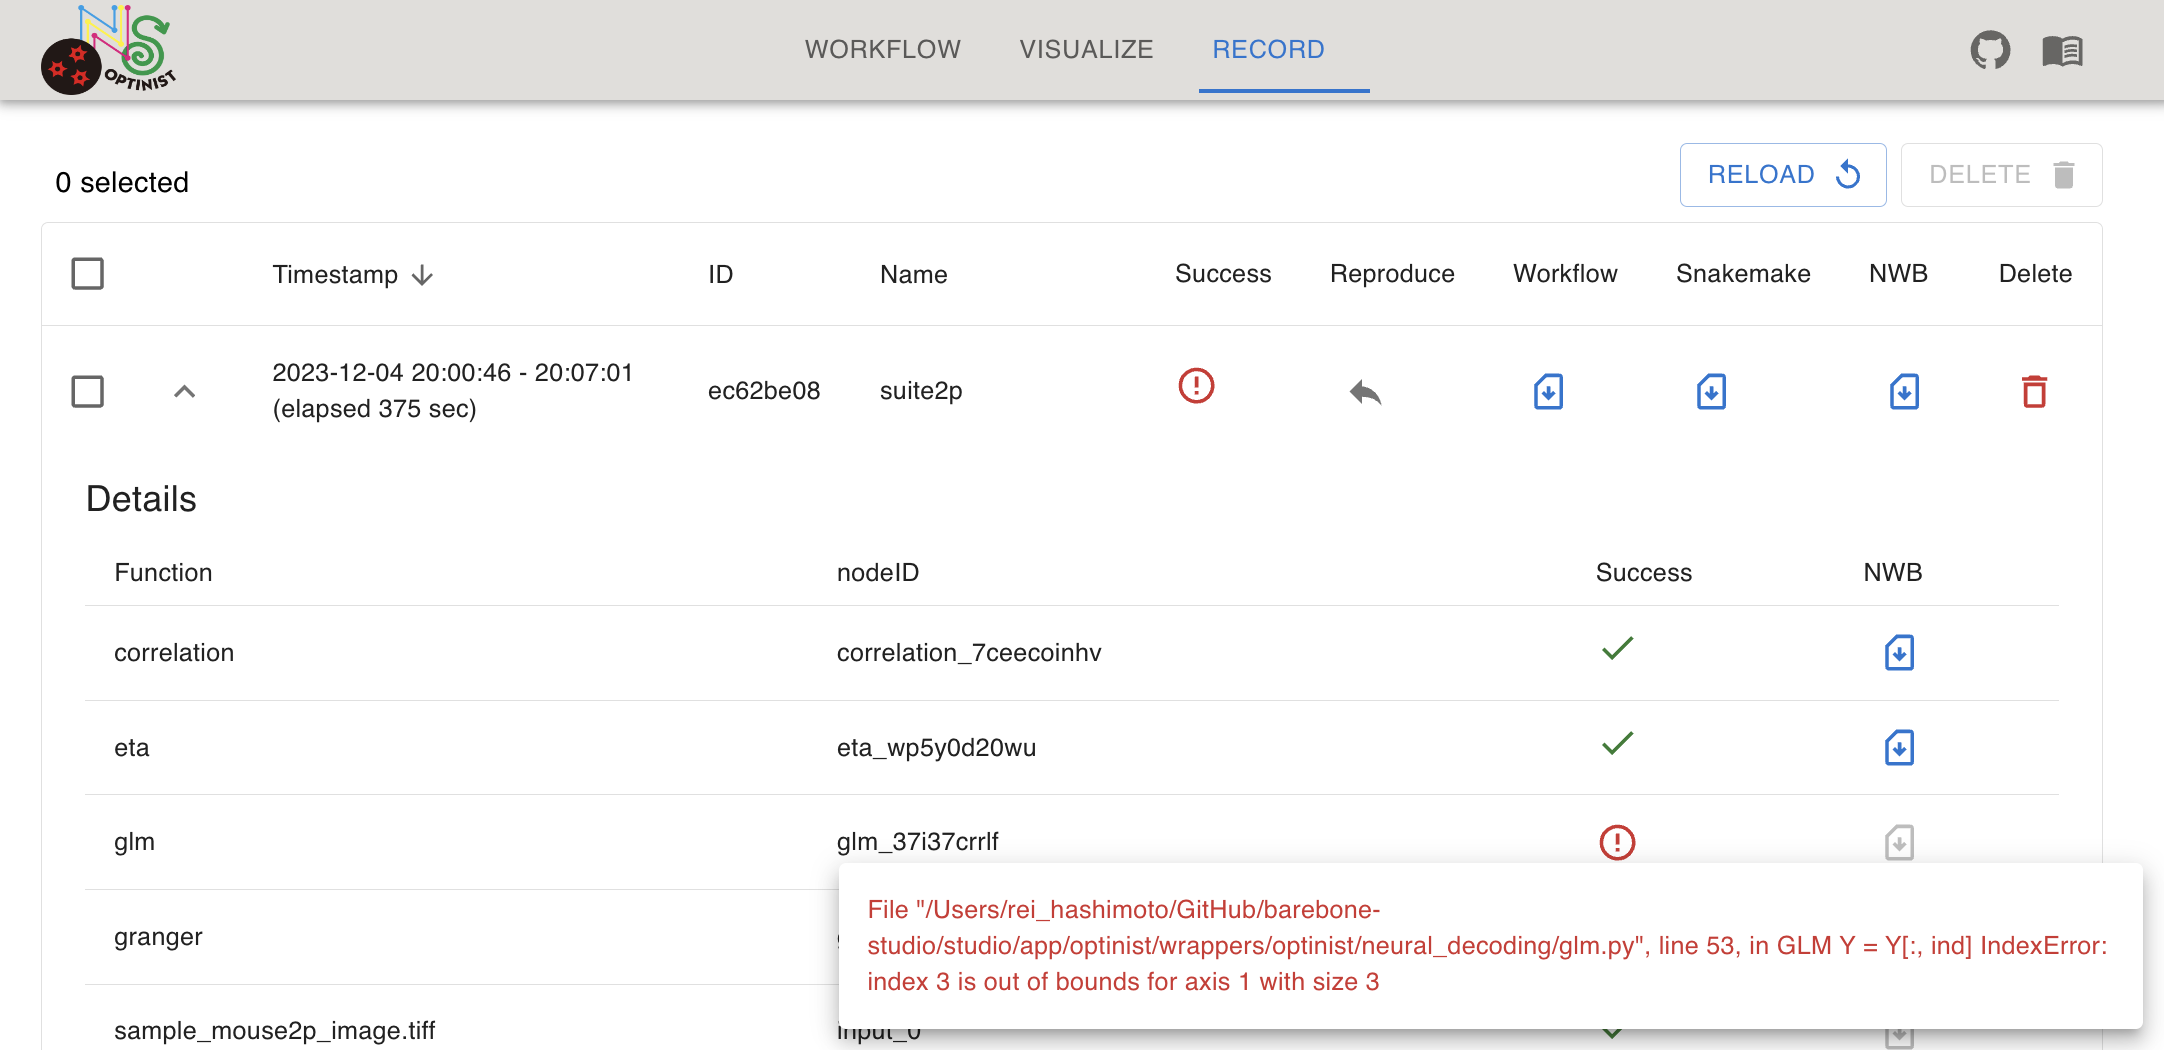 NS
OPTINIST
WORKFLOW
VISUALIZE
RECORD
0 selected
RELOAD
DELETE
Timestamp
ID
Name
Success
Reproduce
Workflow
Snakemake
NWB
Delete
2023-12-04 20:00:46 - 20:07:01
(elapsed 375 sec)
ec62be08
suite2p
Details
Function
nodeID
Success
NWB
correlation
correlation_7ceecoinhv
eta
eta_wp5y0d20wu
glm
glm_37i37crrlf
File "/Users/rei_hashimoto/GitHub/barebone-
studio/studio/app/optinist/wrappers/optinist/neural_decoding/glm.py", line 53, in GLM Y = Y[:, ind] IndexError:
index 3 is out of bounds for axis 1 with size 3
granger
sample_mouse2p_image.tiff
input_0